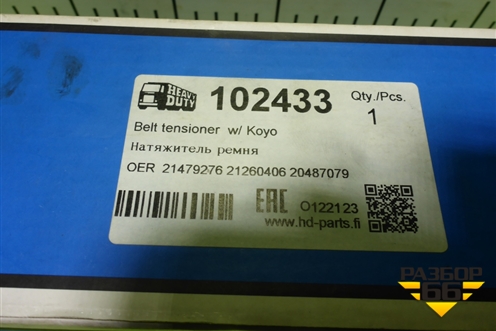 HEAVY DUTY
102433
Qty./Pcs.
1
Belt tensioner w/ Koyo
Натяжитель ремня
OER 21479276 21260406 20487079
EAC
O122123
www.hd-parts.fi
РАЗБОР
66